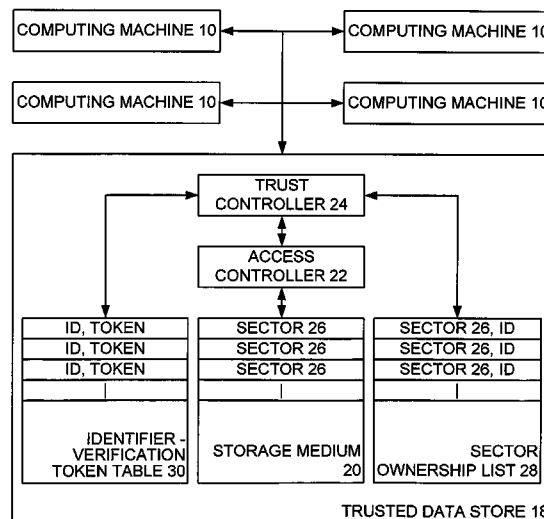 COMPUTING MACHINE 10
COMPUTING MACHINE 10
COMPUTING MACHINE 10
COMPUTING MACHINE 10
TRUST
CONTROLLER 24
ACCESS
CONTROLLER 22
ID, TOKEN
ID, TOKEN
ID, TOKEN
IDENTIFIER -
VERIFICATION
TOKEN TABLE 30
SECTOR 26
SECTOR 26
SECTOR 26
STORAGE MEDIUM
20
SECTOR 26, ID
SECTOR 26, ID
SECTOR 26, ID
SECTOR
OWNERSHIP LIST 28
TRUSTED DATA STORE 18